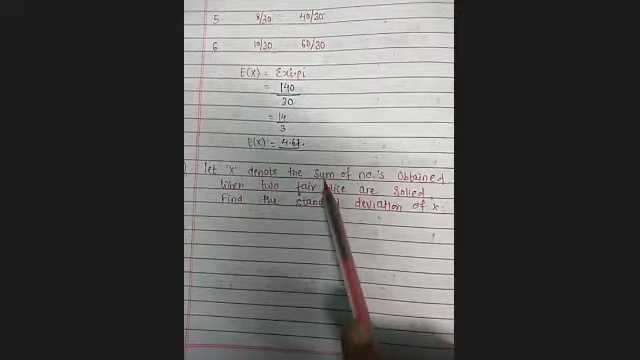 5 8/30 40/30
6 10/30 60/30
E(X) = Σxi.pi
= 140
30
= 14
3
E(X) = 4.67.
let 'X' denote the sum of no.'s obtained
when two fair dice are rolled.
Find the standard deviation of x.